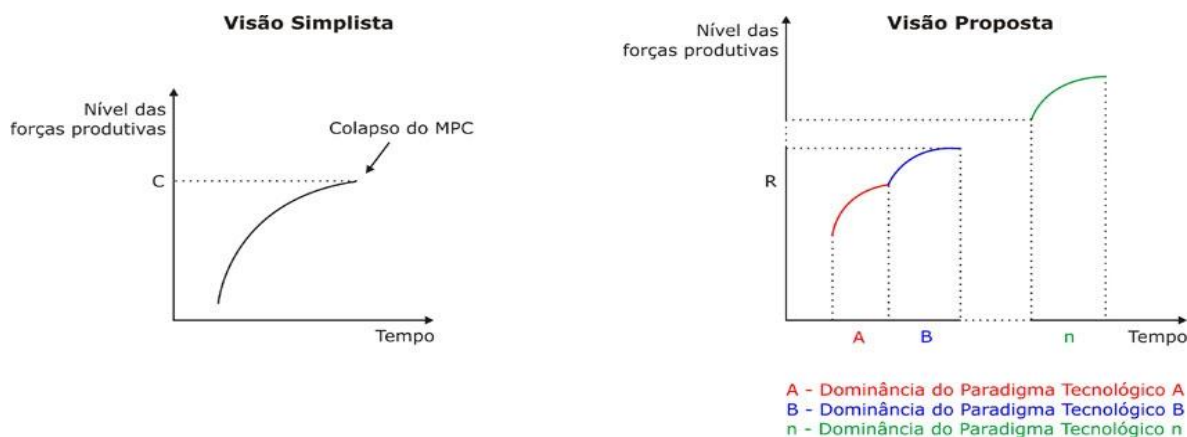 Visão Simplista
Nível das
forças produtivas
Colapso do MPC
C
Tempo
Visão Proposta
Nível das
forças produtivas
R
A
B
n
Tempo
A - Dominância do Paradigma Tecnológico A
B - Dominância do Paradigma Tecnológico B
n - Dominância do Paradigma Tecnológico n